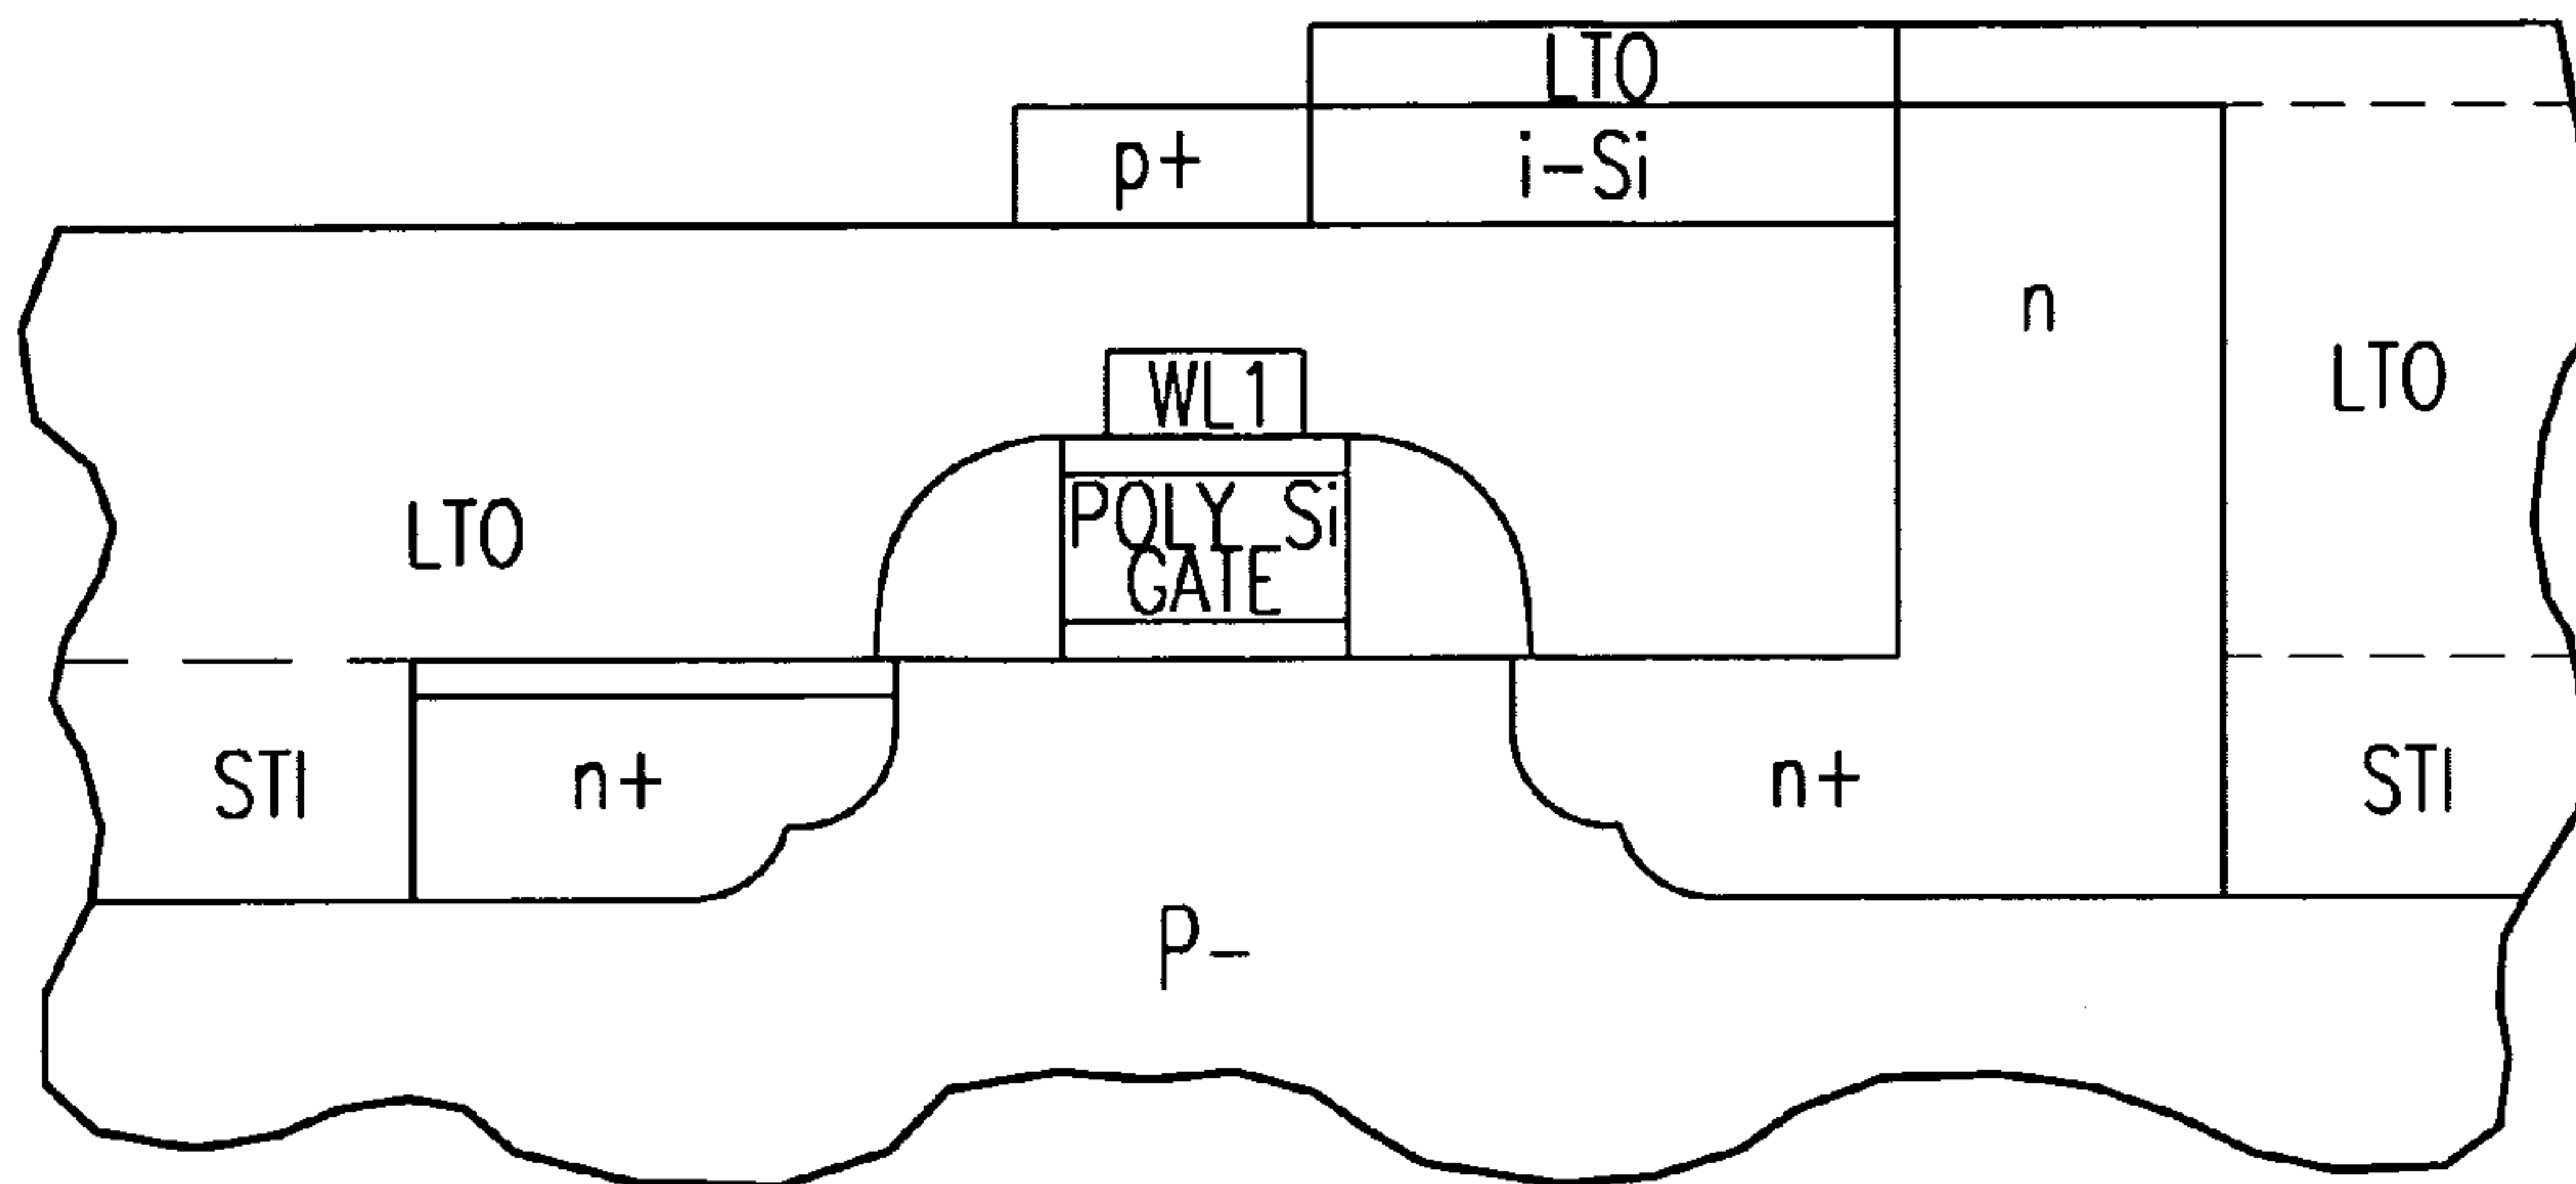 LTO
p+
i-Si
n
WL1
LTO
POLY Si
GATE
LTO
STI
n+
n+
STI
P-